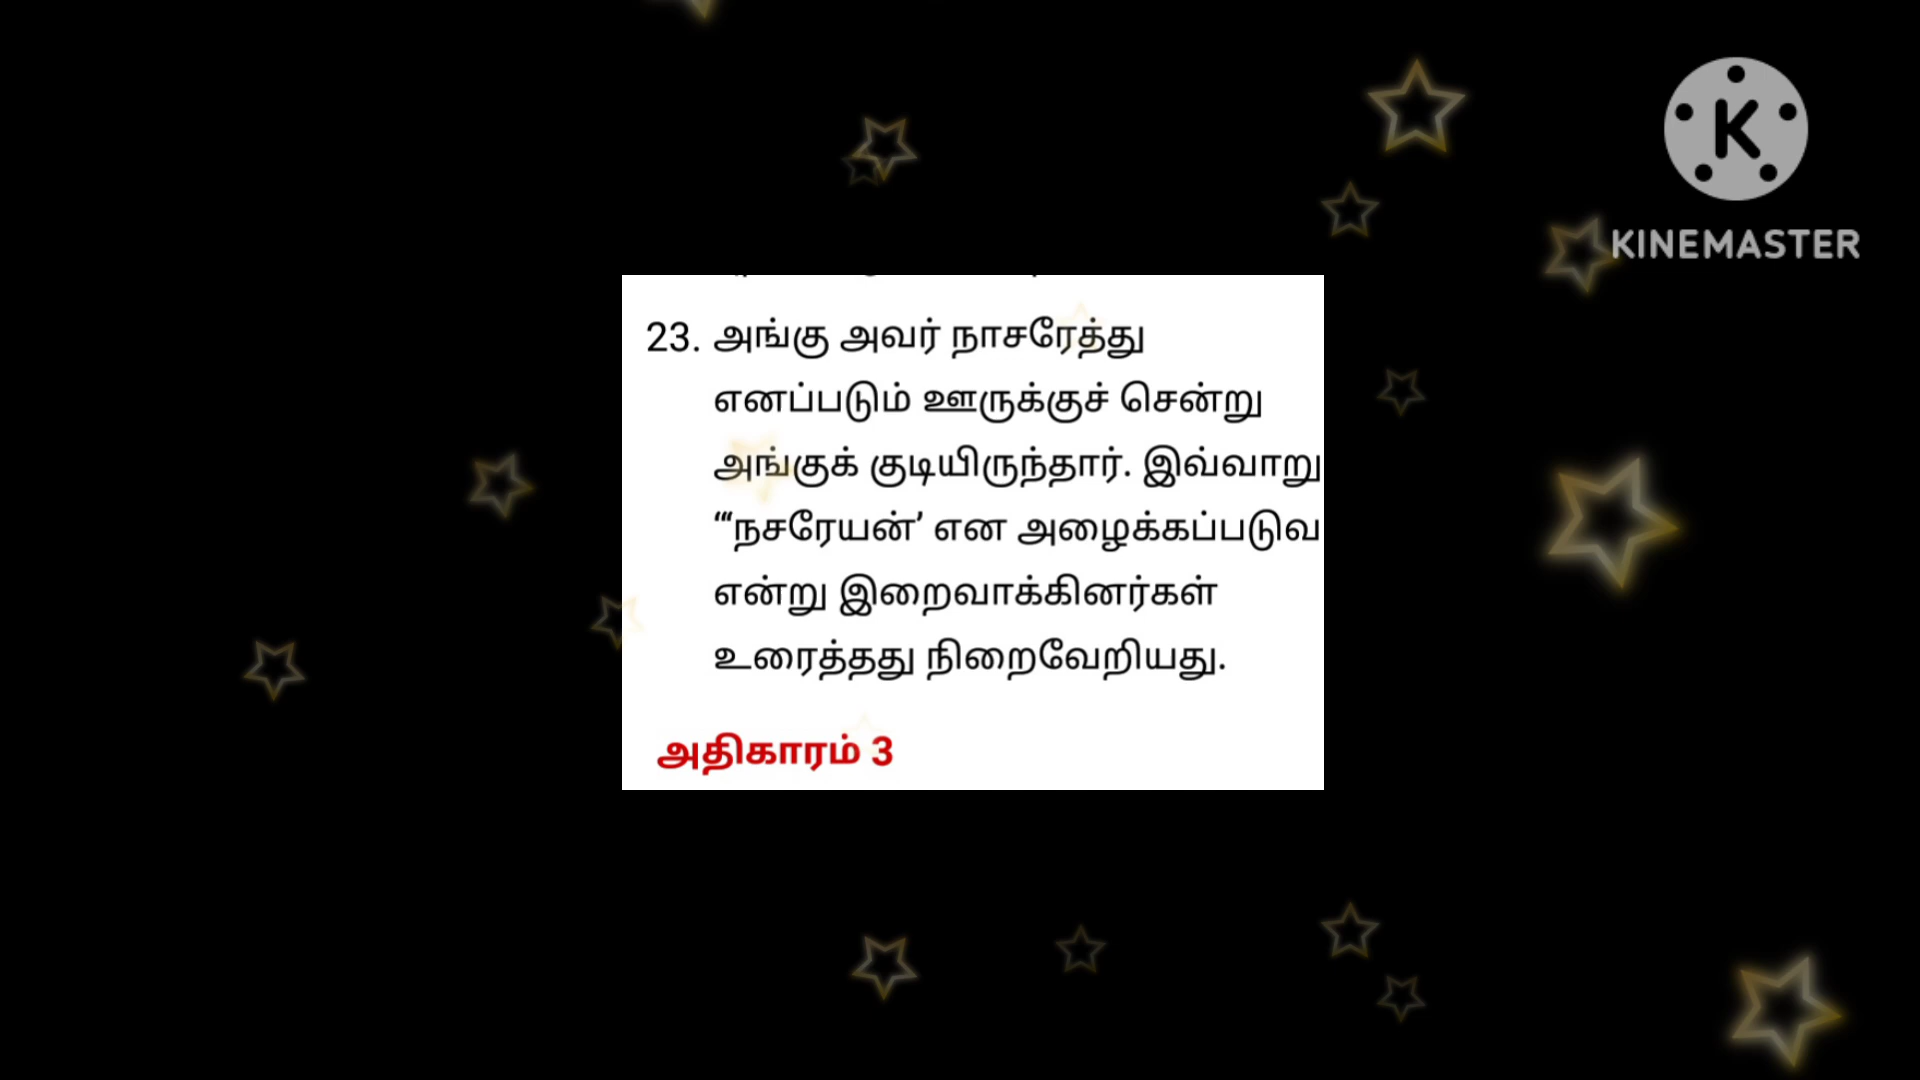 K
KINEMASTER
23. அங்கு அவர் நாசரேத்து
எனப்படும் ஊருக்குச் சென்று
அங்குக் குடியிருந்தார். இவ்வாறு
“‘நசரேயன்’ என அழைக்கப்படுவ
என்று இறைவாக்கினர்கள்
உரைத்தது நிறைவேறியது.
அதிகாரம் 3